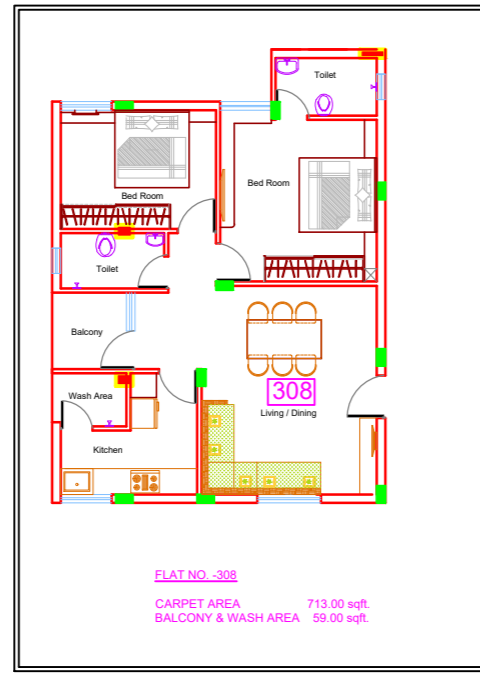 Toilet
Bed Room
Bed Room
Toilet
Balcony
308
Wash Area
Living / Dining
Kitchen
FLAT NO. -308
CARPET AREA 713.00 sqft.
BALCONY & WASH AREA 59.00 sqft.